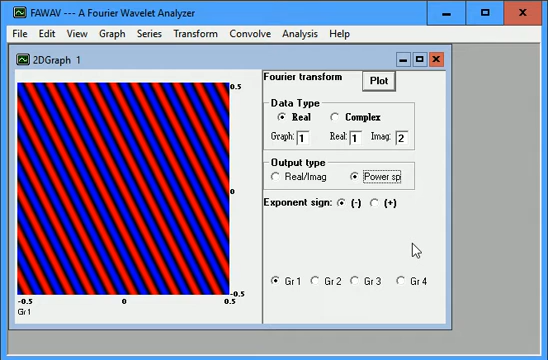 FAWAV --- A Fourier Wavelet Analyzer
File Edit View Graph Series Transform Convolve Analysis Help
2DGraph 1
Fourier transform Plot
Data Type
Real Complex
Graph: 1 Real: 1 Imag: 2
Output type
Real/Imag Power sp
Exponent sign: (-) (+)
Gr 1 Gr 2 Gr 3 Gr 4
0.5
0
-0.5
-0.5 0 0.5
Gr1